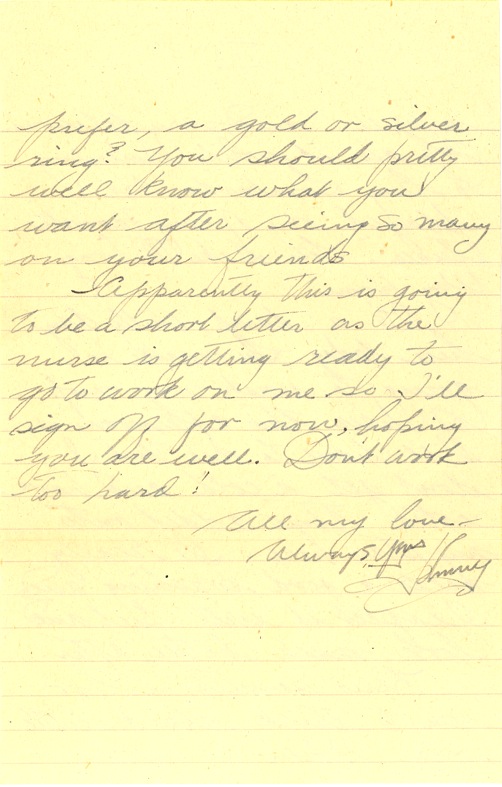 prefer, a gold or silver
ring? You should pritty
well know what you
want after seeing so many
on your friends
Apparently this is going
to be a short letter as the
nurse is getting ready to
go to work on me so I'll
sign off for now, hoping
you are well. Don't work
too hard!
All my love -
Always, Yours